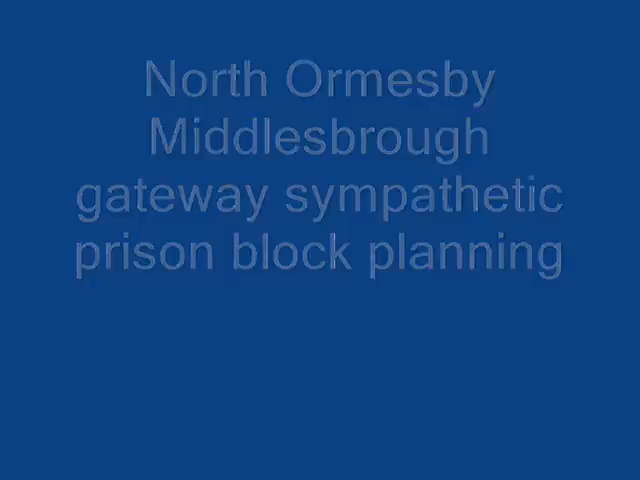 North Ormesby
Middlesbrough
gateway sympathetic
prison block planning